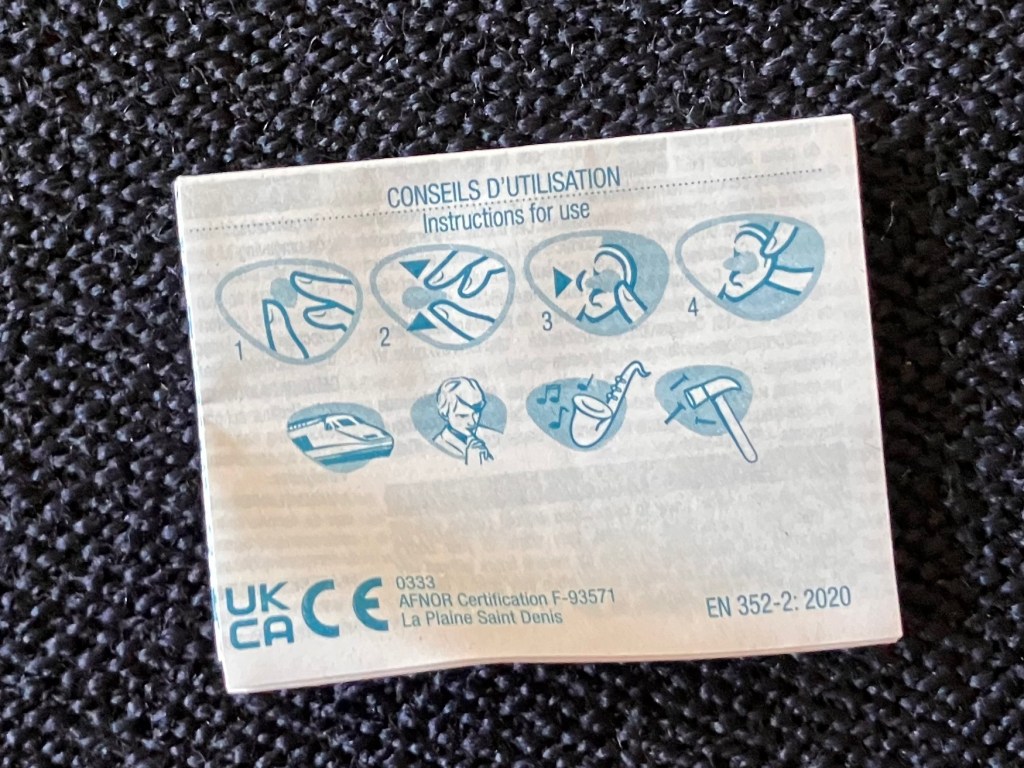 CONSEILS D'UTILISATION
Instructions for use
1 2 3 4
UK
CA
CE
0333
AFNOR Certification F-93571
La Plaine Saint Denis
EN 352-2: 2020